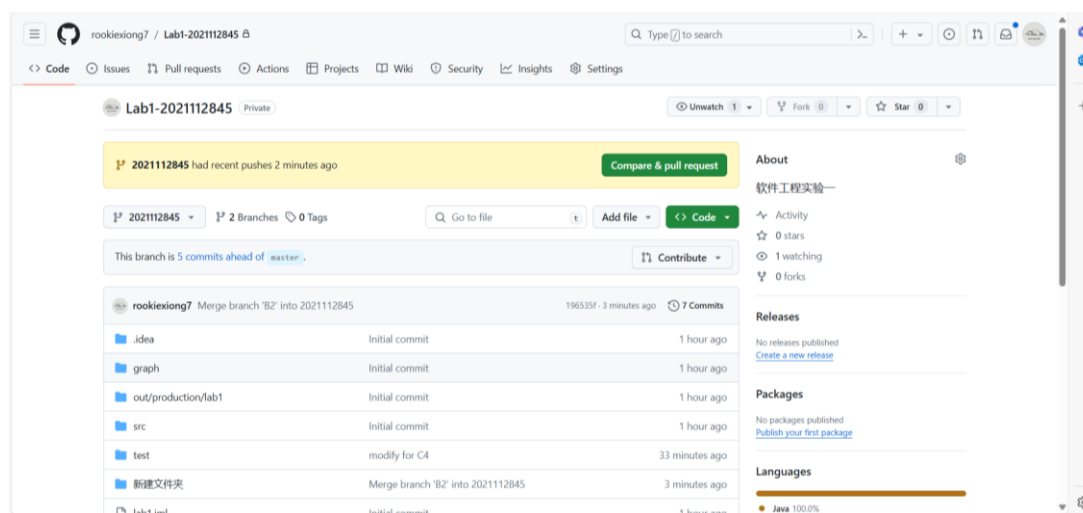 rookiexiong7 / Lab1-2021112845
Type / to search
Code Issues Pull requests Actions Projects Wiki Security Insights Settings
Lab1-2021112845 Private
Unwatch 1 Fork 0 Star 0
2021112845 had recent pushes 2 minutes ago
Compare & pull request
2021112845 2 Branches 0 Tags
Go to file t
Add file
<> Code
This branch is 5 commits ahead of master .
Contribute
rookiexiong7 Merge branch 'B2' into 2021112845 196535f · 3 minutes ago 7 Commits
.idea Initial commit 1 hour ago
graph Initial commit 1 hour ago
out/production/lab1 Initial commit 1 hour ago
src Initial commit 1 hour ago
test modify for C4 33 minutes ago
新建文件夹 Merge branch 'B2' into 2021112845 3 minutes ago
lab1.iml Initial commit 1 hour ago
About
软件工程实验一
Activity
0 stars
1 watching
0 forks
Releases
No releases published
Create a new release
Packages
No packages published
Publish your first package
Languages
Java 100.0%